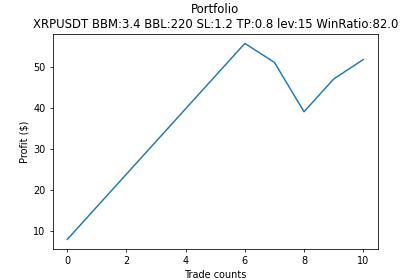 Portfolio
XRPUSDT BBM:3.4 BBL:220 SL:1.2 TP:0.8 lev:15 WinRatio:82.0
50
40
30
20
10
Profit ($)
0 2 4 6 8 10
Trade counts